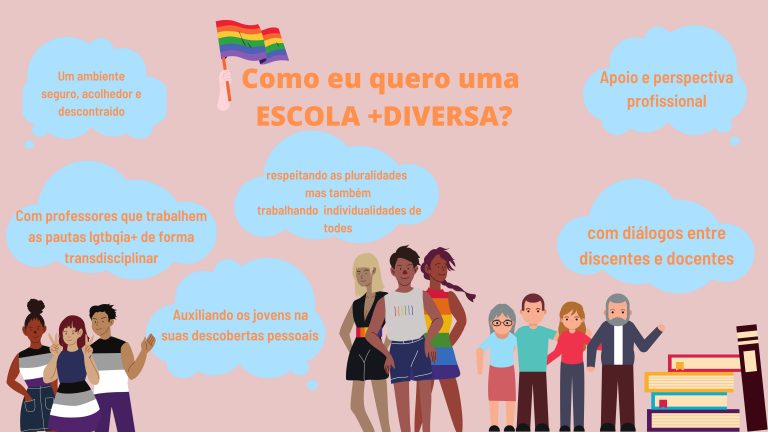 Como eu quero uma
ESCOLA +DIVERSA?
Um ambiente
seguro, acolhedor e
descontraido
Apoio e perspectiva
profissional
respeitando as pluralidades
mas também
trabalhando individualidades de
todes
Com professores que trabalhem
as pautas lgtbqia+ de forma
transdisciplinar
com diálogos entre
discentes e docentes
Auxiliando os jovens na
suas descobertas pessoais